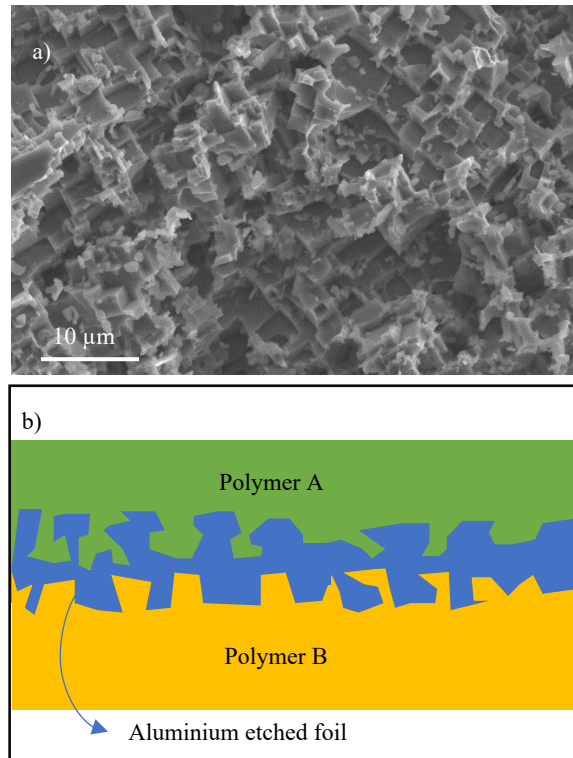 a)
10 µm
b)
Polymer A
Polymer B
Aluminium etched foil